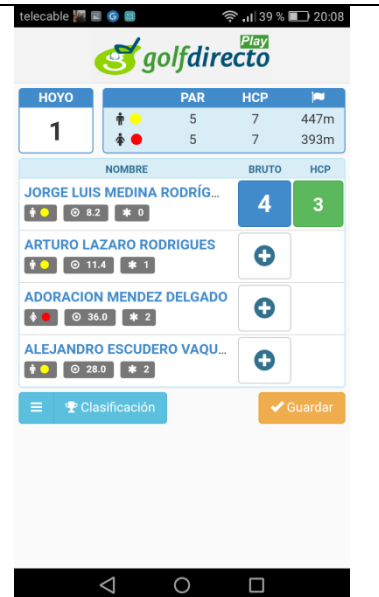 telecable 39 % 20:08
golfdirecto Play
HOYO PAR HCP
1 5 7 447m
5 7 393m
NOMBRE BRUTO HCP
JORGE LUIS MEDINA RODRÍG... 4 3
8.2 0
ARTURO LAZARO RODRIGUES
11.4 1
ADORACION MENDEZ DELGADO
36.0 2
ALEJANDRO ESCUDERO VAQU...
28.0 2
Clasificación Guardar